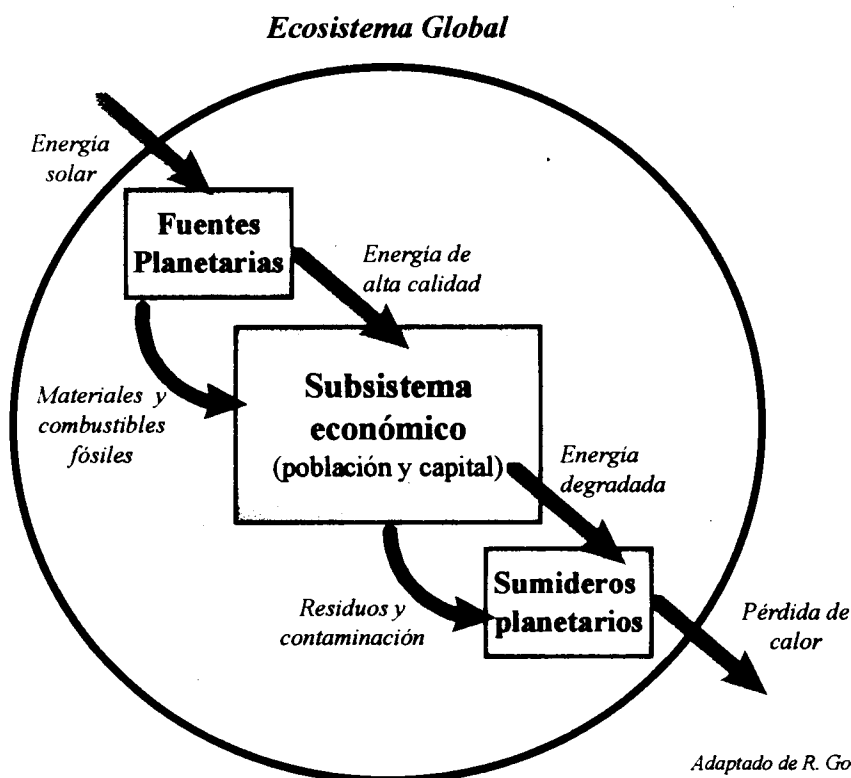 Ecosistema Global
Energía
solar
Fuentes
Planetarias
Energía de
alta calidad
Materiales y
combustibles
fósiles
Subsistema
económico
(población y capital)
Energía
degradada
Residuos y
contaminación
Sumideros
planetarios
Pérdida de
calor
Adaptado de R. Go